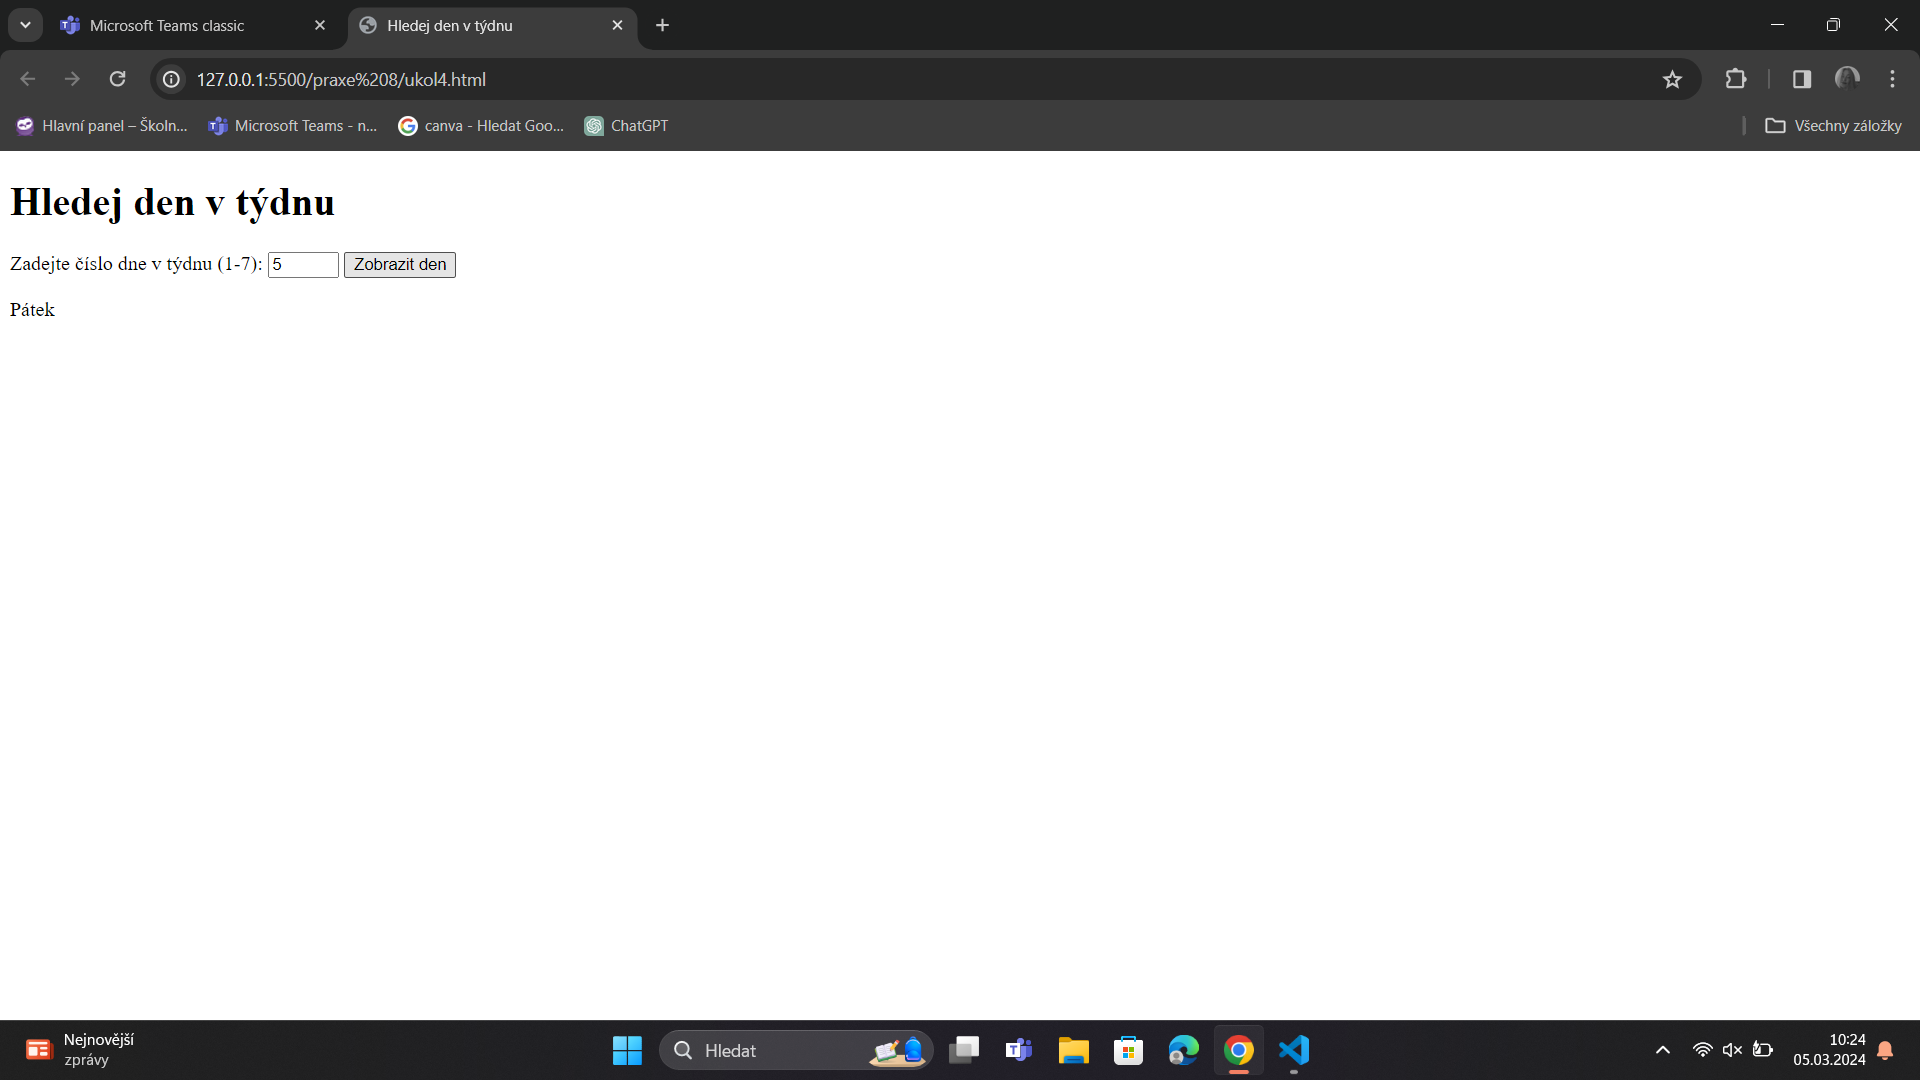 Microsoft Teams classic
Hledej den v týdnu
127.0.0.1:5500/praxe%208/ukol4.html
Hlavní panel – Školn...
Microsoft Teams - n...
canva - Hledat Goo...
ChatGPT
Všechny záložky
Hledej den v týdnu
Zadejte číslo dne v týdnu (1-7): 5 Zobrazit den
Pátek
Nejnovější
zprávy
Hledat
10:24
05.03.2024